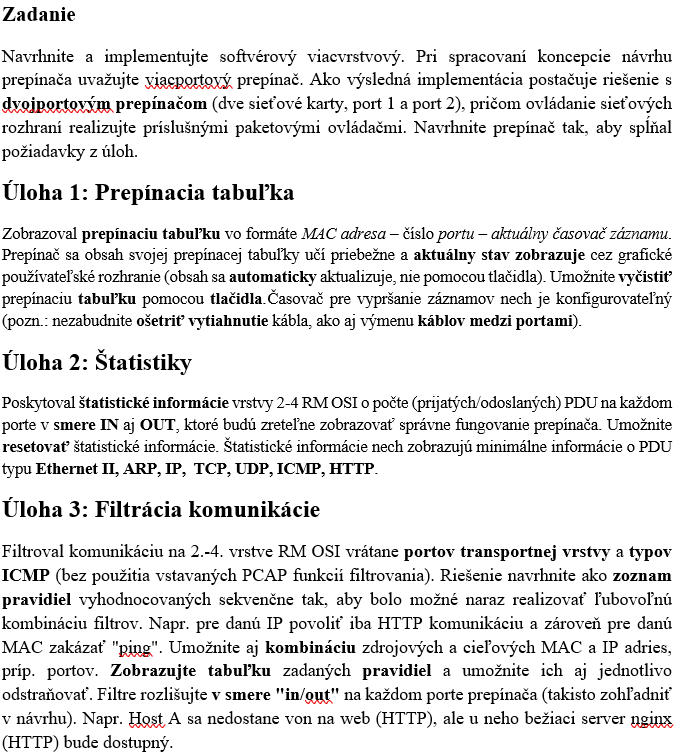 Zadanie
Navrhnite a implementujte softvérový viacvrstvový. Pri spracovaní koncepcie návrhu
prepínača uvažujte viacportový prepínač. Ako výsledná implementácia postačuje riešenie s
dvojportovým prepínačom (dve sieťové karty, port 1 a port 2), pričom ovládanie sieťových
rozhraní realizujte príslušnými paketovými ovládačmi. Navrhnite prepínač tak, aby spĺňal
požiadavky z úloh.
Úloha 1: Prepínacia tabuľka
Zobrazoval prepínaciu tabuľku vo formáte MAC adresa – číslo portu – aktuálny časovač záznamu.
Prepínač sa obsah svojej prepínacej tabuľky učí priebežne a aktuálny stav zobrazuje cez grafické
používateľské rozhranie (obsah sa automaticky aktualizuje, nie pomocou tlačidla). Umožnite vyčistiť
prepínaciu tabuľku pomocou tlačidla.Časovač pre vypršanie záznamov nech je konfigurovateľný
(pozn.: nezabudnite ošetriť vytiahnutie kábla, ako aj výmenu káblov medzi portami).
Úloha 2: Štatistiky
Poskytoval štatistické informácie vrstvy 2-4 RM OSI o počte (prijatých/odoslaných) PDU na každom
porte v smere IN aj OUT, ktoré budú zreteľne zobrazovať správne fungovanie prepínača. Umožnite
resetovať štatistické informácie. Štatistické informácie nech zobrazujú minimálne informácie o PDU
typu Ethernet II, ARP, IP, TCP, UDP, ICMP, HTTP.
Úloha 3: Filtrácia komunikácie
Filtroval komunikáciu na 2.-4. vrstve RM OSI vrátane portov transportnej vrstvy a typov
ICMP (bez použitia vstavaných PCAP funkcií filtrovania). Riešenie navrhnite ako zoznam
pravidiel vyhodnocovaných sekvenčne tak, aby bolo možné naraz realizovať ľubovoľnú
kombináciu filtrov. Napr. pre danú IP povoliť iba HTTP komunikáciu a zároveň pre danú
MAC zakázať "ping". Umožnite aj kombináciu zdrojových a cieľových MAC a IP adries,
príp. portov. Zobrazujte tabuľku zadaných pravidiel a umožnite ich aj jednotlivo
odstraňovať. Filtre rozlišujte v smere "in/out" na každom porte prepínača (takisto zohľadniť
v návrhu). Napr. Host A sa nedostane von na web (HTTP), ale u neho bežiaci server nginx
(HTTP) bude dostupný.